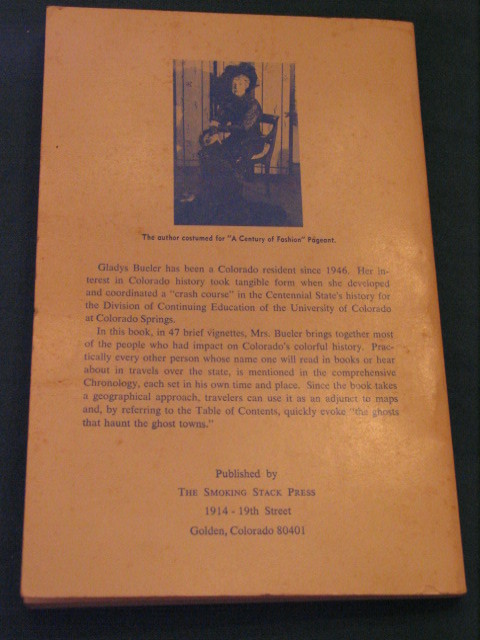 The author costumed for "A Century of Fashion" Pageant.
Gladys Bueler has been a Colorado resident since 1946. Her in-
terest in Colorado history took tangible form when she developed
and coordinated a "crash course" in the Centennial State's history for
the Division of Continuing Education of the University of Colorado
at Colorado Springs.
In this book, in 47 brief vignettes, Mrs. Bueler brings together most
of the people who had impact on Colorado's colorful history. Prac-
tically every other person whose name one will read in books or hear
about in travels over the state, is mentioned in the comprehensive
Chronology, each set in his own time and place. Since the book takes
a geographical approach, travelers can use it as an adjunct to maps
and, by referring to the Table of Contents, quickly evoke "the ghosts
that haunt the ghost towns."
Published by
THE SMOKING STACK PRESS
1914 - 19th Street
Golden, Colorado 80401